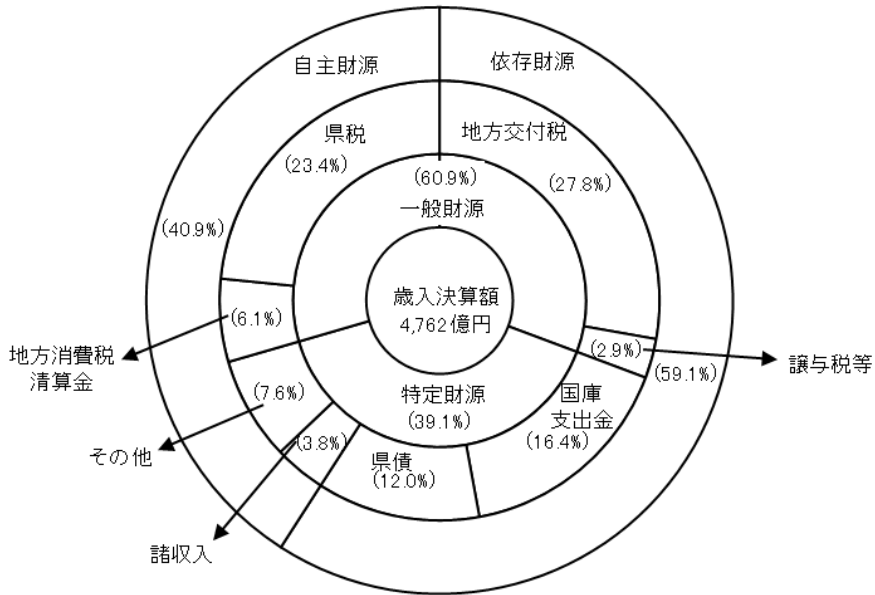 自主財源
依存財源
県税
(23.4%)
地方交付税
(27.8%)
(60.9%)
一般財源
(40.9%)
歳入決算額
4,762億円
(6.1%)
地方消費税
清算金
(2.9%)
譲与税等
(59.1%)
特定財源
(39.1%)
国庫
支出金
(16.4%)
(7.6%)
その他
(3.8%)
県債
(12.0%)
諸収入